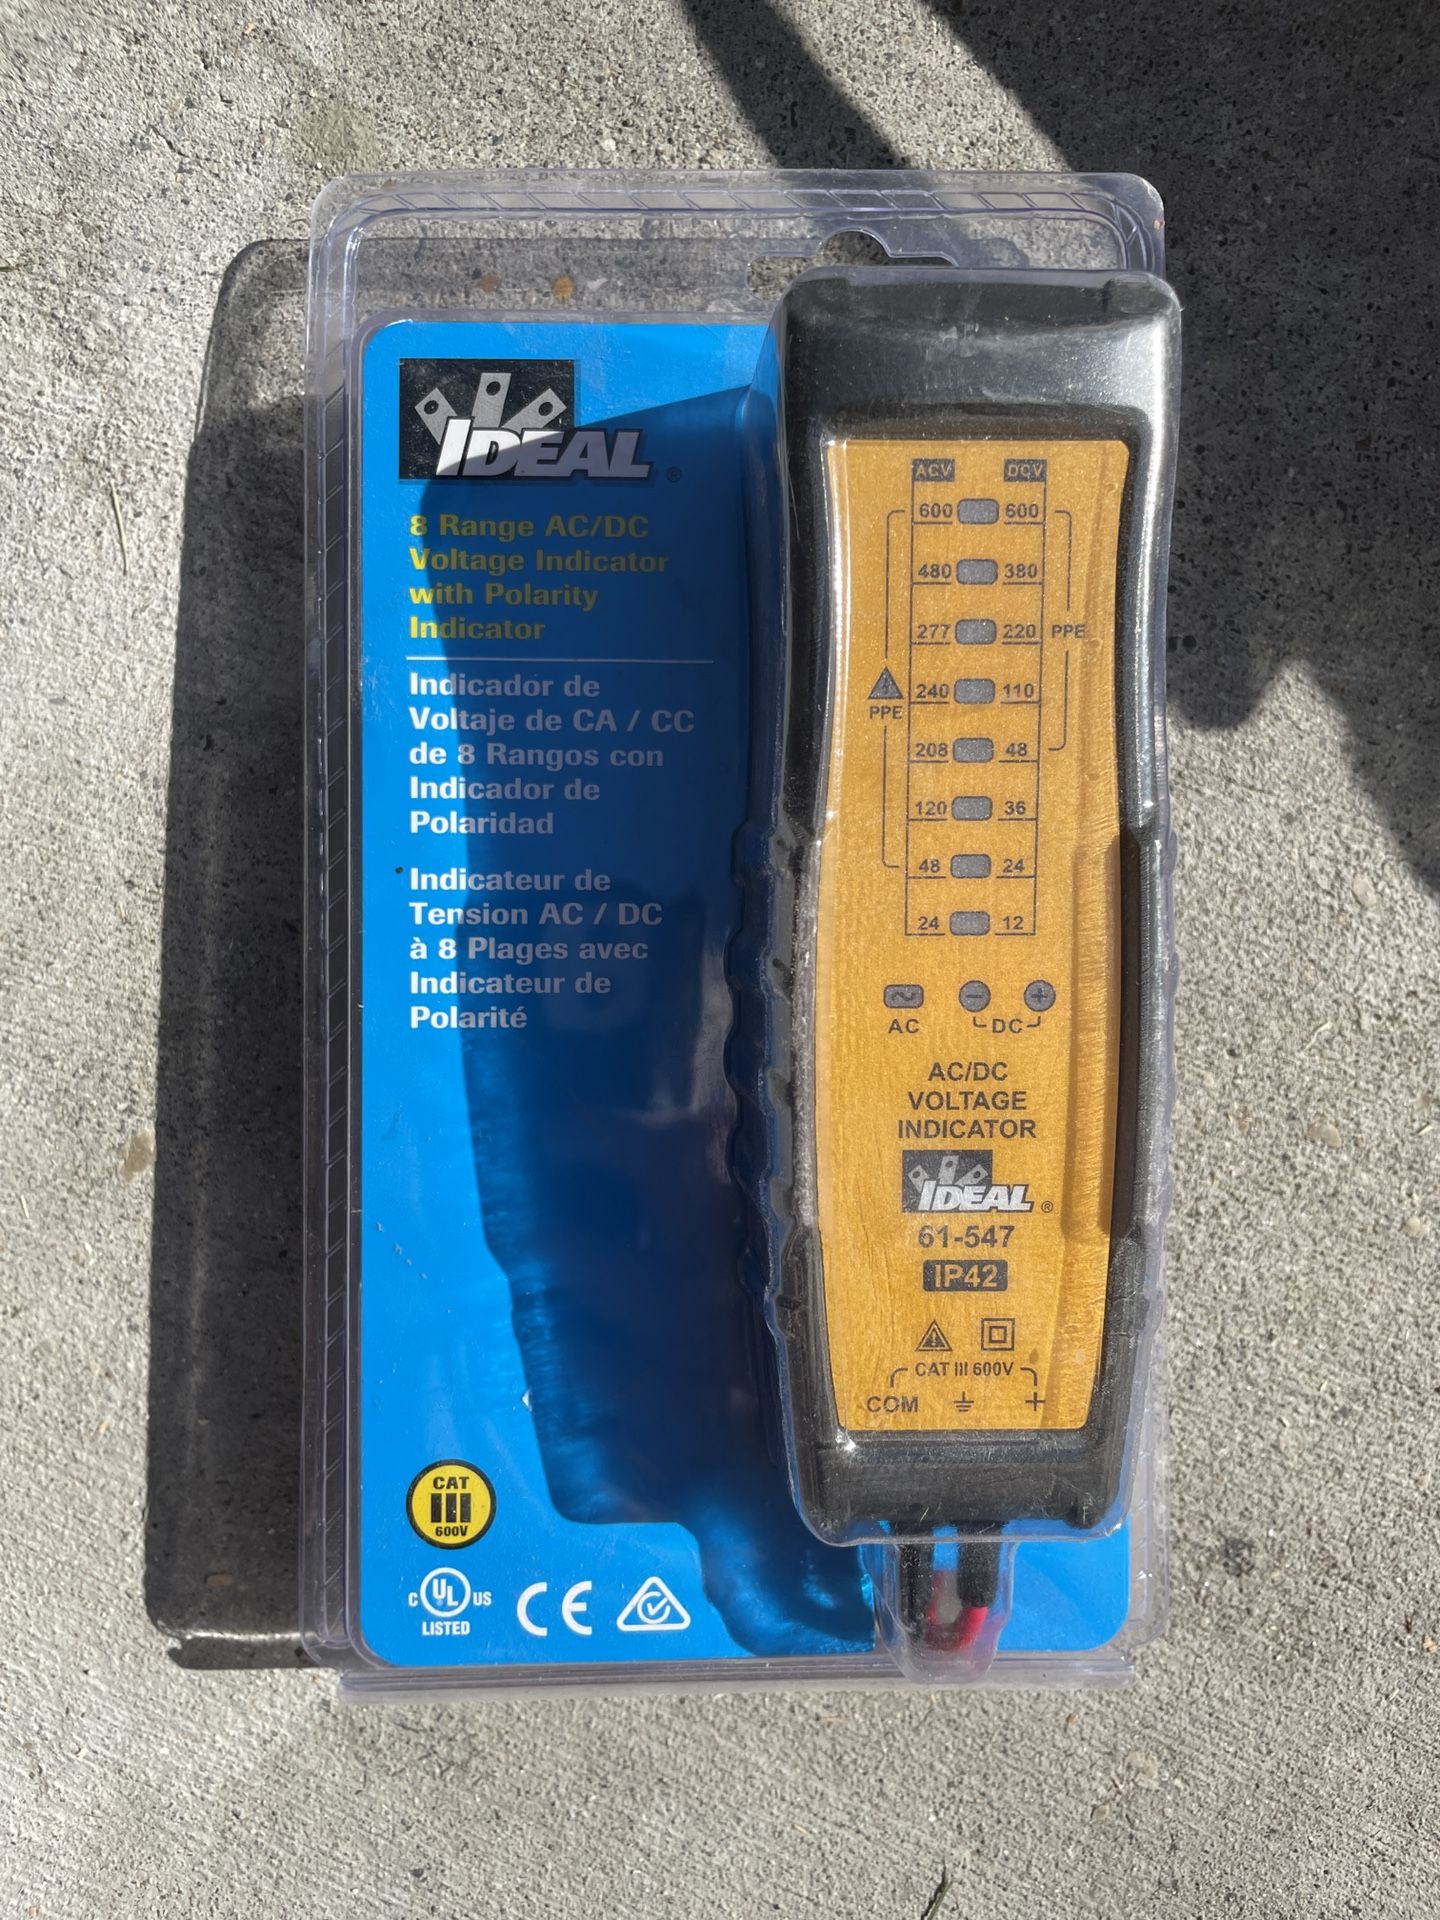 IDEAL®
8 Range AC/DC
Voltage Indicator
with Polarity
Indicator
Indicador de
Voltaje de CA / CC
de 8 Rangos con
Indicador de
Polaridad
Indicateur de
Tension AC / DC
à 8 Plages avec
Indicateur de
Polarité
CAT
III
600V
C UL US
LISTED
CE
ACV DCV
600 600
480 380
277 220 PPE
240 110
PPE
208 48
120 36
48 24
24 12
~ − +
AC DC
AC/DC
VOLTAGE
INDICATOR
IDEAL®
61-547
IP42
CAT III 600V
COM +